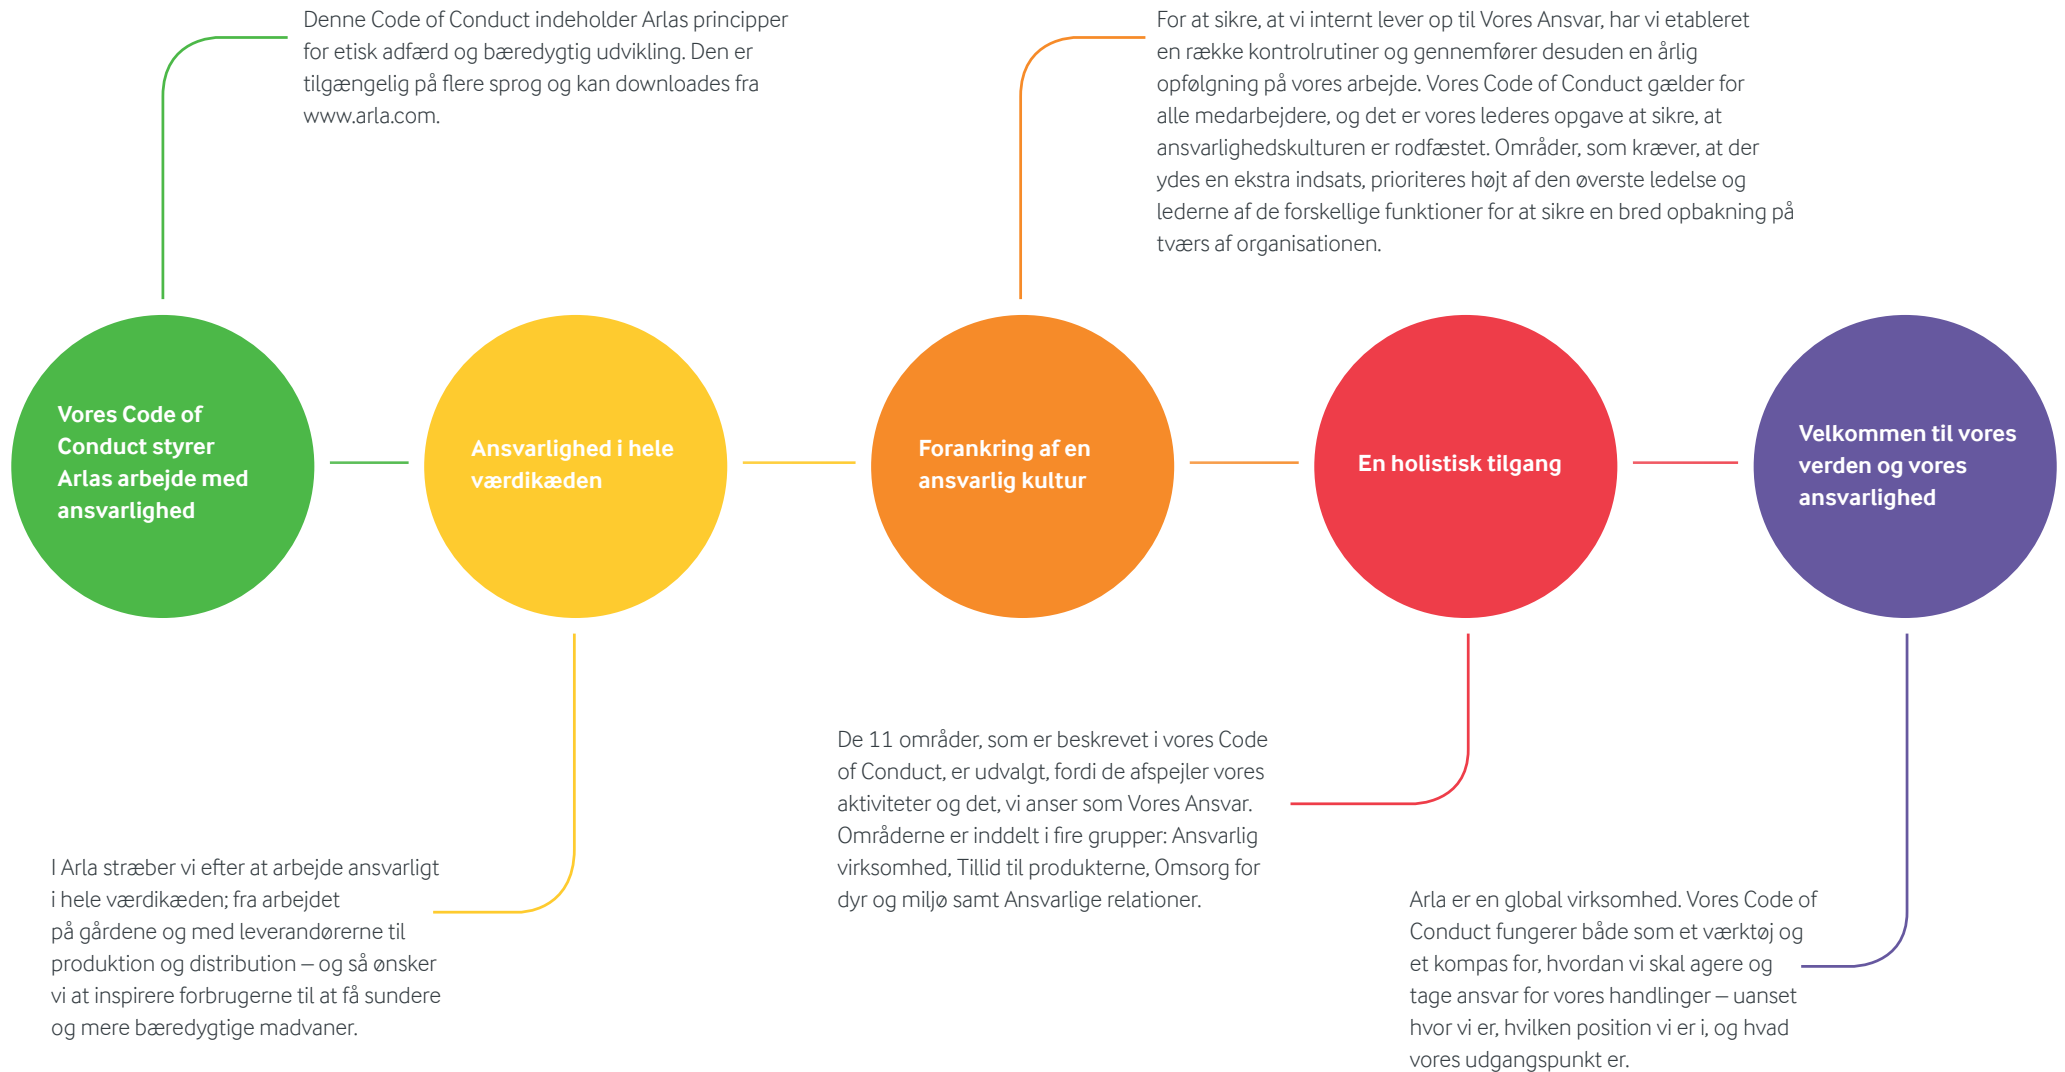 Denne Code of Conduct indeholder Arlas principper
for etisk adfærd og bæredygtig udvikling. Den er
tilgængelig på flere sprog og kan downloades fra
www.arla.com.
For at sikre, at vi internt lever op til Vores Ansvar, har vi etableret
en række kontrolrutiner og gennemfører desuden en årlig
opfølgning på vores arbejde. Vores Code of Conduct gælder for
alle medarbejdere, og det er vores lederes opgave at sikre, at
ansvarlighedskulturen er rodfæstet. Områder, som kræver, at der
ydes en ekstra indsats, prioriteres højt af den øverste ledelse og
lederne af de forskellige funktioner for at sikre en bred opbakning på
tværs af organisationen.
Vores Code of
Conduct styrer
Arlas arbejde med
ansvarlighed
Ansvarlighed i hele
værdikæden
Forankring af en
ansvarlig kultur
En holistisk tilgang
Velkommen til vores
verden og vores
ansvarlighed
I Arla stræber vi efter at arbejde ansvarligt
i hele værdikæden; fra arbejdet
på gårdene og med leverandørerne til
produktion og distribution – og så ønsker
vi at inspirere forbrugerne til at få sundere
og mere bæredygtige madvaner.
De 11 områder, som er beskrevet i vores Code
of Conduct, er udvalgt, fordi de afspejler vores
aktiviteter og det, vi anser som Vores Ansvar.
Områderne er inddelt i fire grupper: Ansvarlig
virksomhed, Tillid til produkterne, Omsorg for
dyr og miljø samt Ansvarlige relationer.
Arla er en global virksomhed. Vores Code of
Conduct fungerer både som et værktøj og
et kompas for, hvordan vi skal agere og
tage ansvar for vores handlinger – uanset
hvor vi er, hvilken position vi er i, og hvad
vores udgangspunkt er.